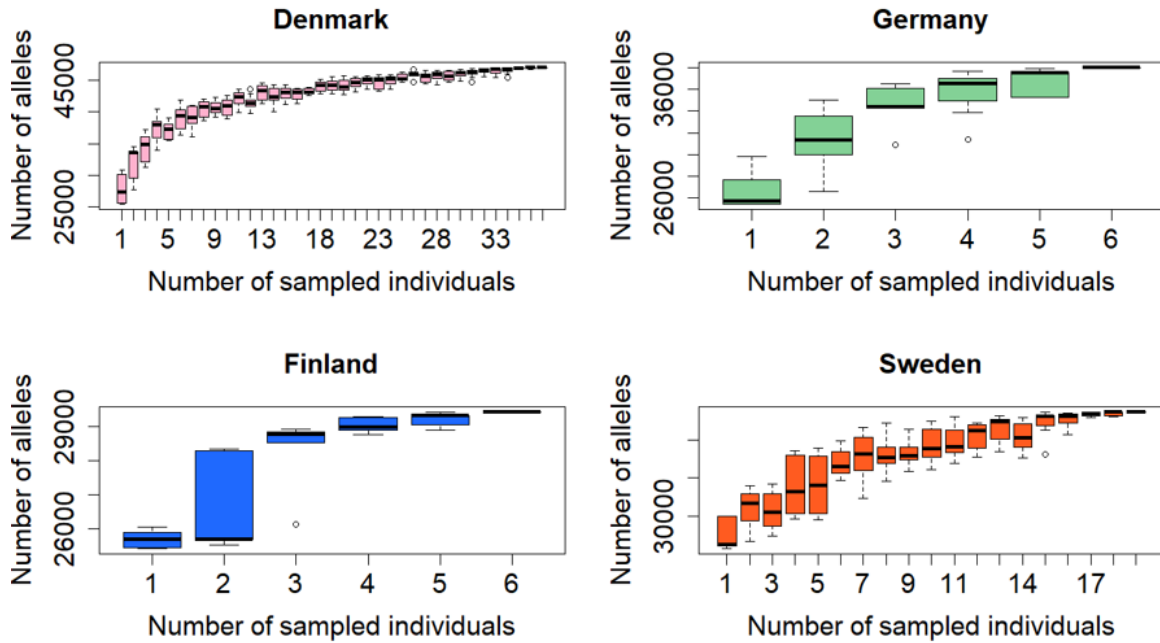 Denmark
Number of alleles
25000 45000
1 5 9 13 18 23 28 33
Number of sampled individuals
Germany
Number of alleles
26000 36000
1 2 3 4 5 6
Number of sampled individuals
Finland
Number of alleles
26000 29000
1 2 3 4 5 6
Number of sampled individuals
Sweden
Number of alleles
30000
1 3 5 7 9 11 14 17
Number of sampled individuals